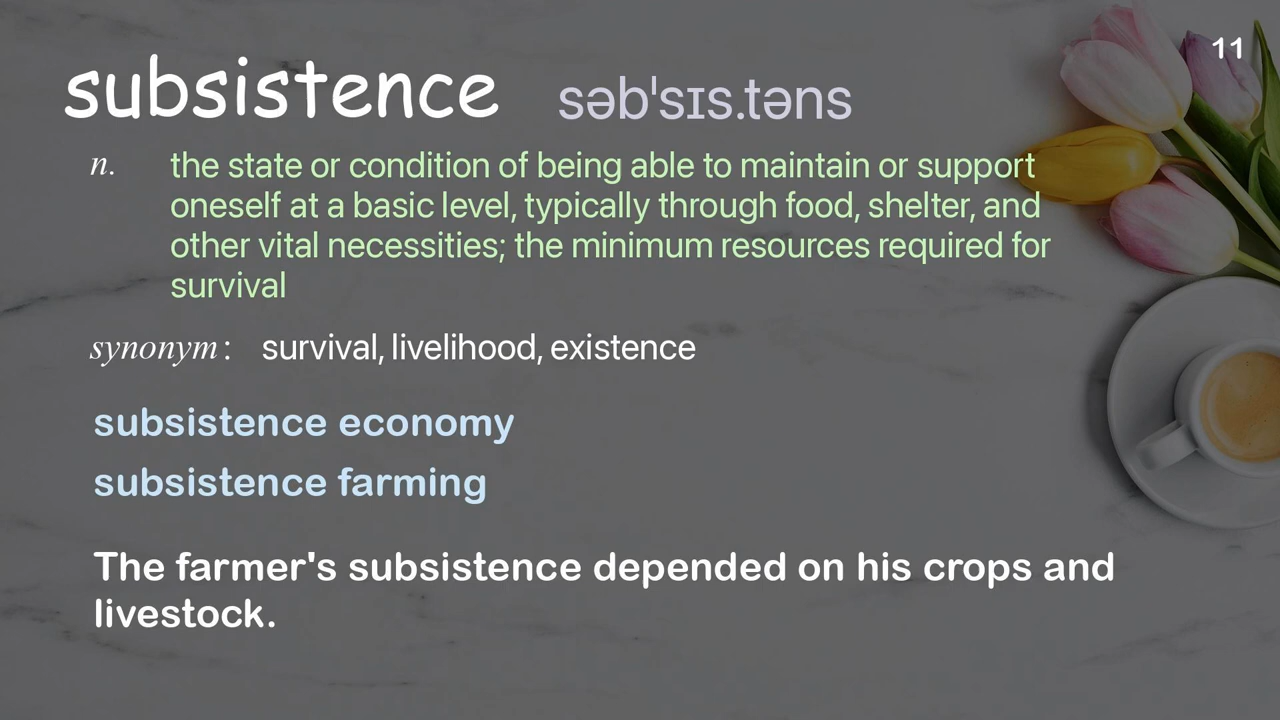 11
subsistence səb'sɪs.təns
n. the state or condition of being able to maintain or support
oneself at a basic level, typically through food, shelter, and
other vital necessities; the minimum resources required for
survival
synonym: survival, livelihood, existence
subsistence economy
subsistence farming
The farmer's subsistence depended on his crops and
livestock.